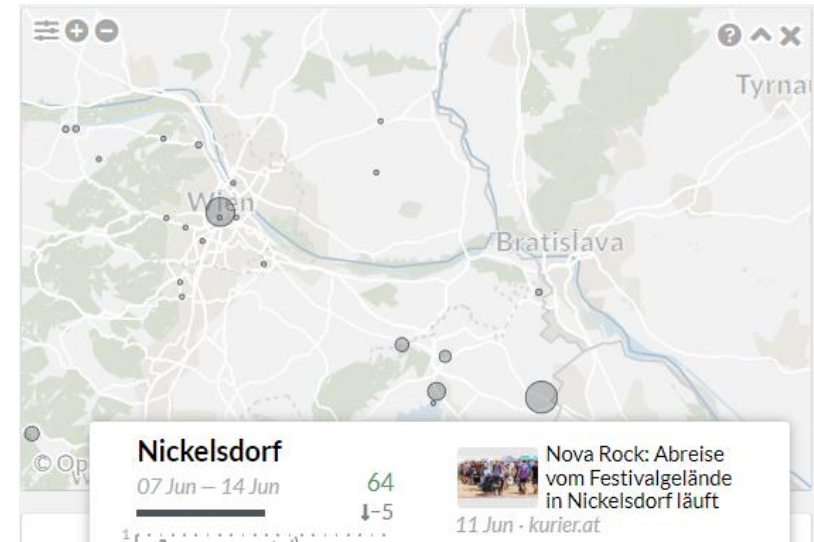 Tyrna
Wien
Bratislava
© Op
Nickelsdorf
07 Jun — 14 Jun
64
↓−5
1
Nova Rock: Abreise
vom Festivalgelände
in Nickelsdorf läuft
11 Jun · kurier.at